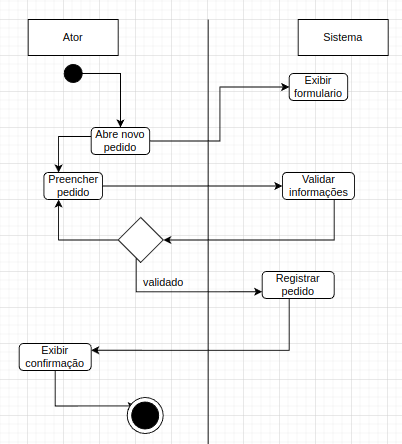 Ator
Sistema
Exibir
formulario
Abre novo
pedido
Preencher
pedido
Validar
informações
validado
Registrar
pedido
Exibir
confirmação